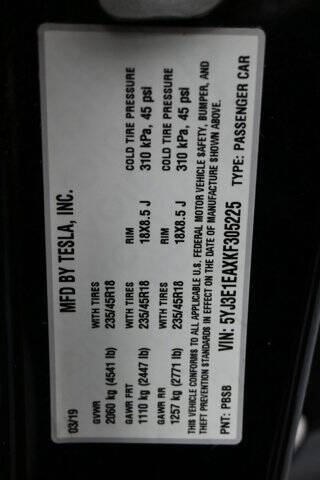 MFD BY TESLA, INC.
03/19
GVWR WITH TIRES RIM COLD TIRE PRESSURE
2060 kg (4541 lb) 235/45R18 18X8.5 J 310 kPa, 45 psi
GAWR FRT WITH TIRES RIM COLD TIRE PRESSURE
1110 kg (2447 lb) 235/45R18 18X8.5 J 310 kPa, 45 psi
GAWR RR
1257 kg (2771 lb)
THIS VEHICLE CONFORMS TO ALL APPLICABLE U.S. FEDERAL MOTOR VEHICLE SAFETY, BUMPER, AND
THEFT PREVENTION STANDARDS IN EFFECT ON THE DATE OF MANUFACTURE SHOWN ABOVE.
PNT: PBSB VIN: 5YJ3E1EAXKF305225 TYPE: PASSENGER CAR